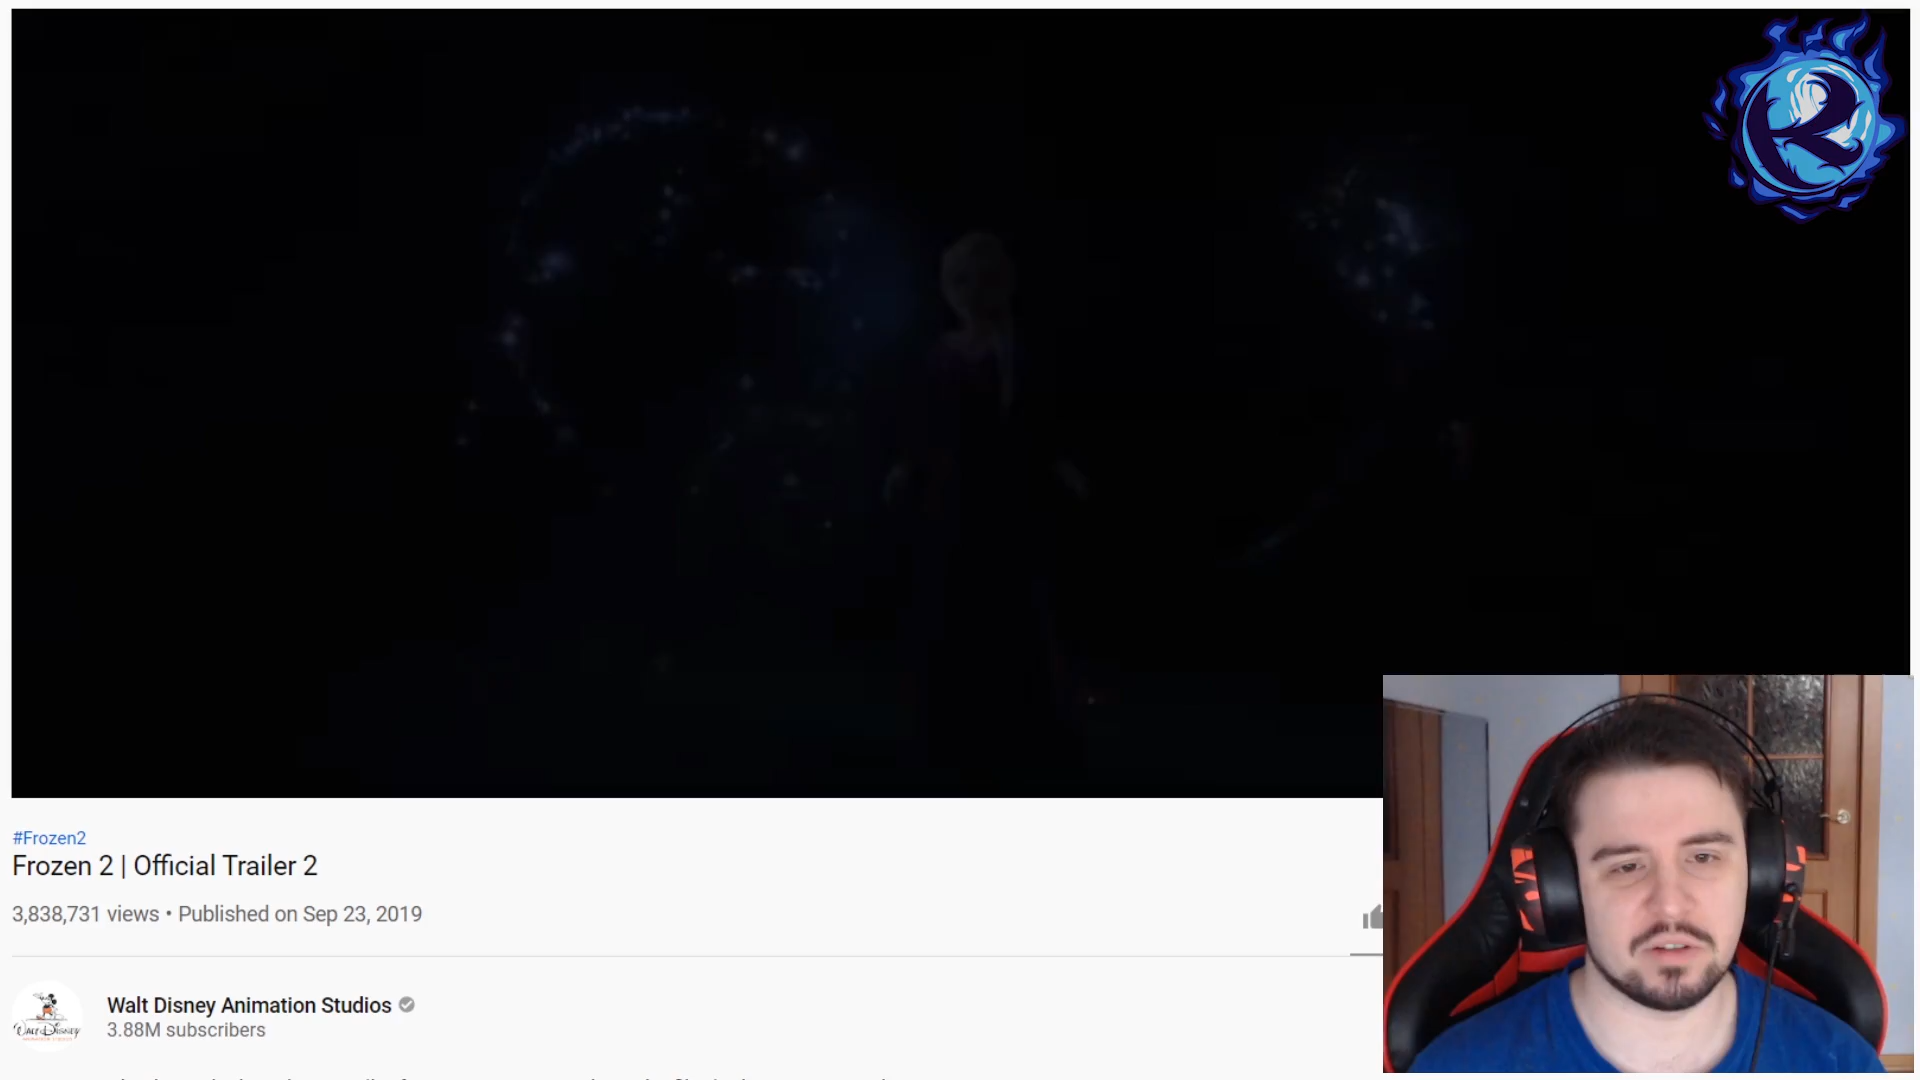 #Frozen2
Frozen 2 | Official Trailer 2
3,838,731 views • Published on Sep 23, 2019
Walt Disney Animation Studios
3.88M subscribers